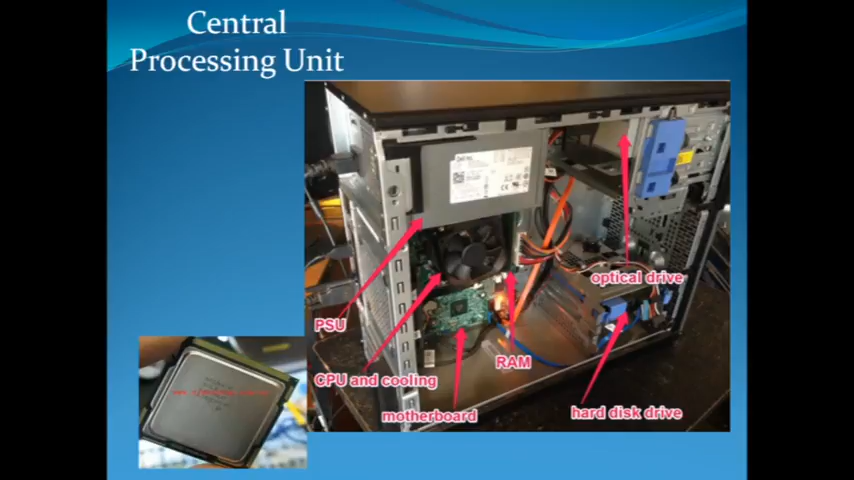 Central
Processing Unit
optical drive
PSU
RAM
CPU and cooling
motherboard
hard disk drive